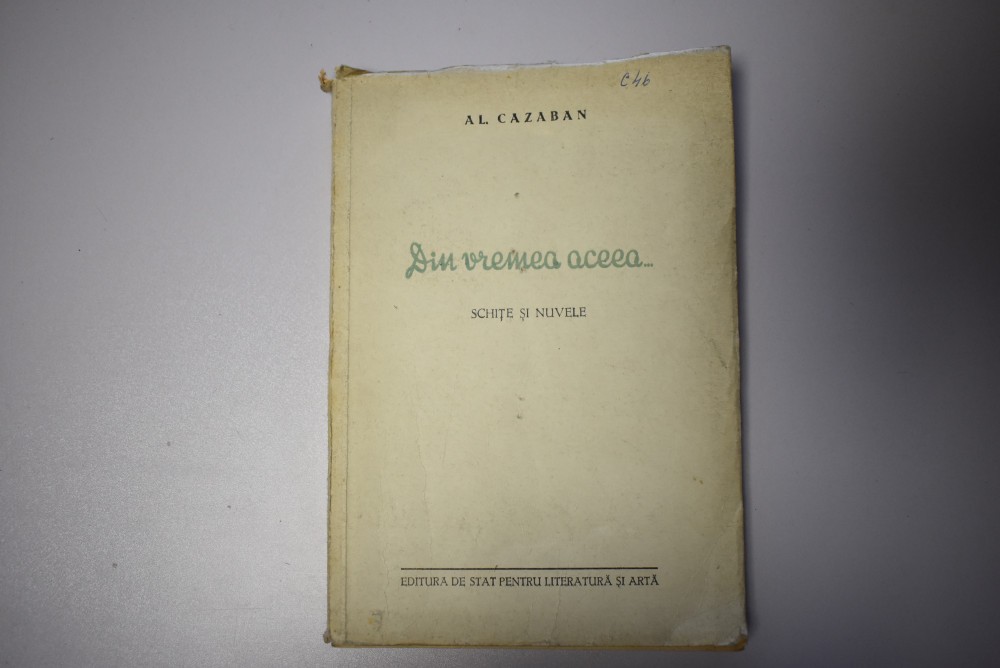 C46
AL. CAZABAN
Din vremea aceea...
SCHIȚE ȘI NUVELE
EDITURA DE STAT PENTRU LITERATURĂ ȘI ARTĂ